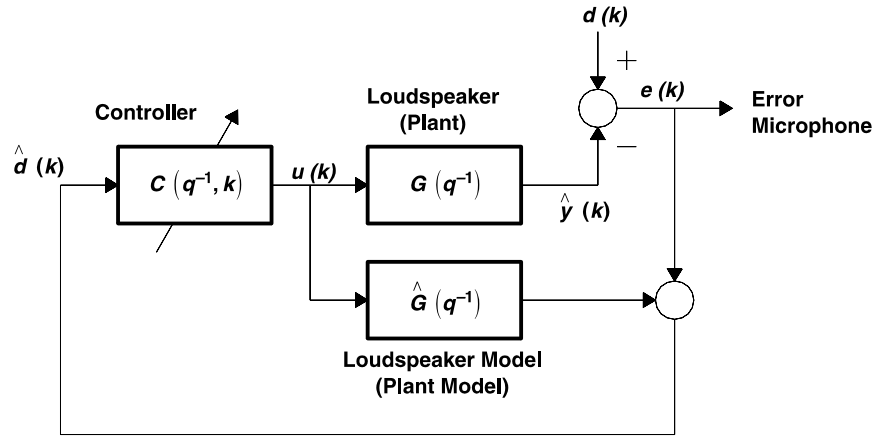 d (k)
+
e (k)
Error
Microphone
−
Loudspeaker
(Plant)
Controller
d̂ (k)
C (q⁻¹, k)
u (k)
G (q⁻¹)
ŷ (k)
Ĝ (q⁻¹)
Loudspeaker Model
(Plant Model)